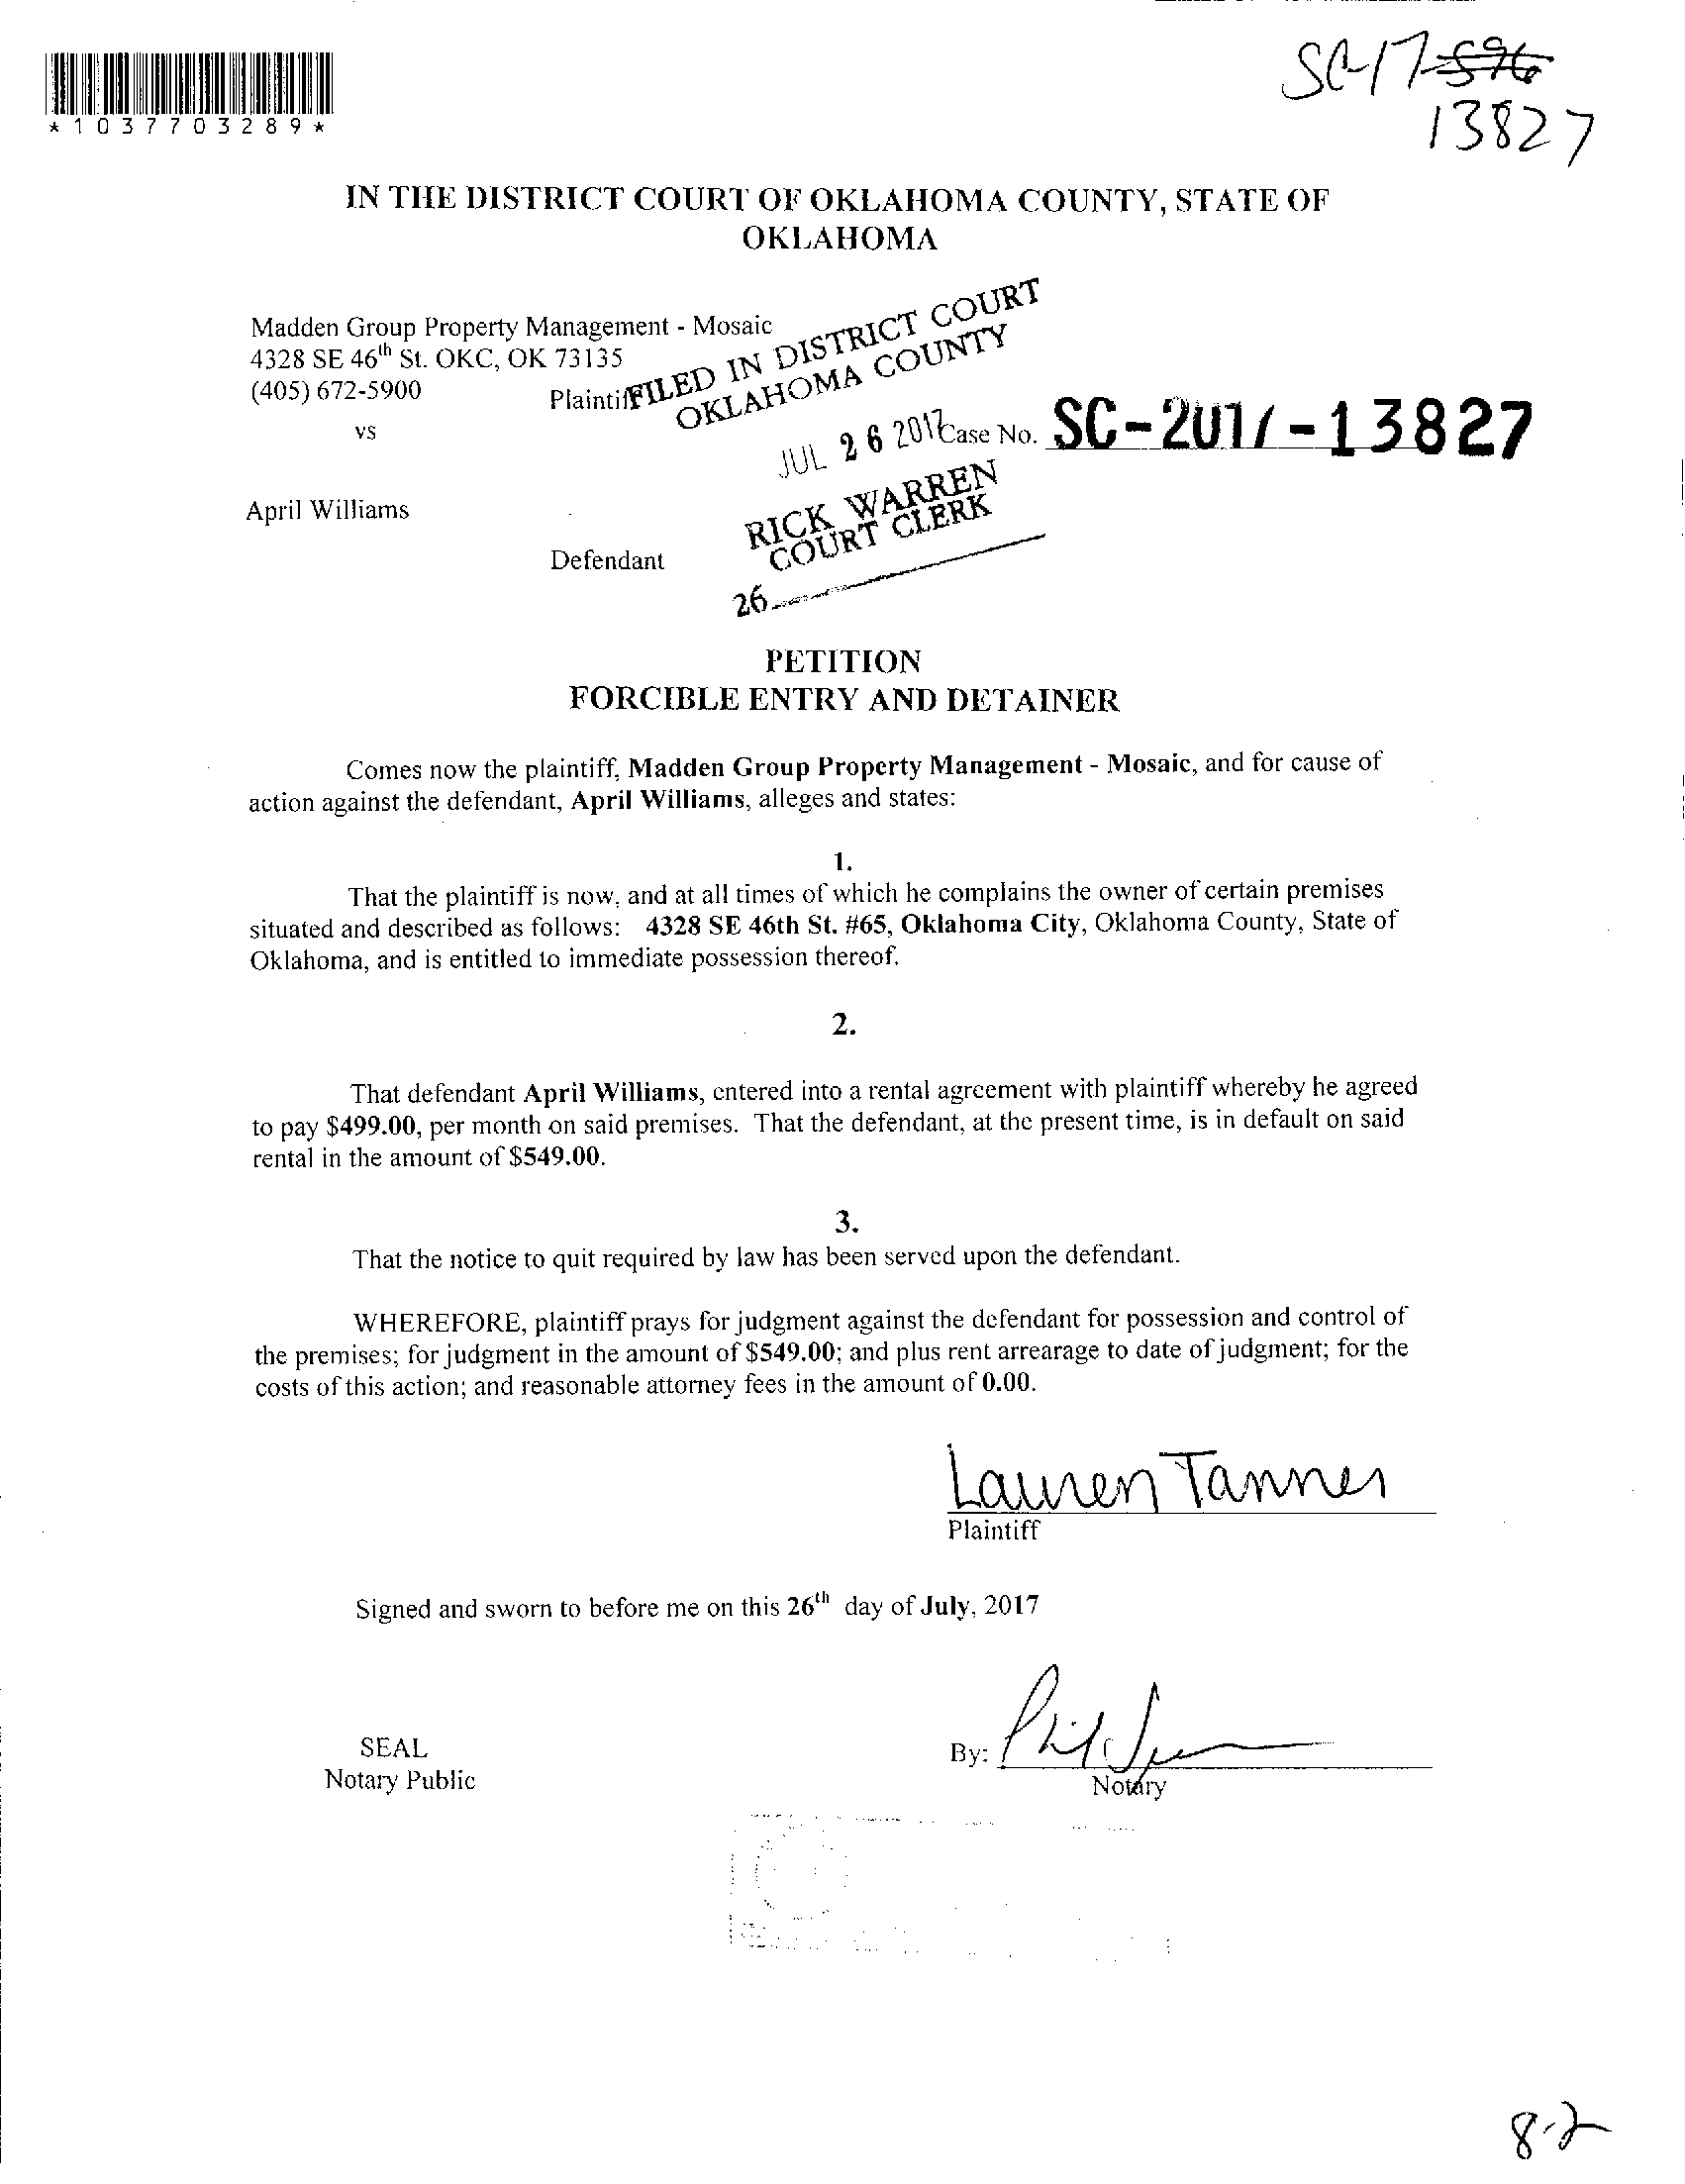 SC-17-596
13827
*1037703289*
IN THE DISTRICT COURT OF OKLAHOMA COUNTY, STATE OF
OKLAHOMA
Madden Group Property Management - Mosaic
4328 SE 46th St. OKC, OK 73135
(405) 672-5900
Plaintiff
FILED IN DISTRICT COURT
OKLAHOMA COUNTY
vs
JUL 26 2017
Case No. SC-2017-13827
RICK WARREN
COURT CLERK
26
April Williams
Defendant
PETITION
FORCIBLE ENTRY AND DETAINER
Comes now the plaintiff, Madden Group Property Management - Mosaic, and for cause of
action against the defendant, April Williams, alleges and states:
1.
That the plaintiff is now, and at all times of which he complains the owner of certain premises
situated and described as follows: 4328 SE 46th St. #65, Oklahoma City, Oklahoma County, State of
Oklahoma, and is entitled to immediate possession thereof.
2.
That defendant April Williams, entered into a rental agreement with plaintiff whereby he agreed
to pay $499.00, per month on said premises. That the defendant, at the present time, is in default on said
rental in the amount of $549.00.
3.
That the notice to quit required by law has been served upon the defendant.
WHEREFORE, plaintiff prays for judgment against the defendant for possession and control of
the premises; for judgment in the amount of $549.00; and plus rent arrearage to date of judgment; for the
costs of this action; and reasonable attorney fees in the amount of 0.00.
Lauren Tanner
Plaintiff
Signed and sworn to before me on this 26th day of July, 2017
SEAL
Notary Public
By:
Notary
8-2